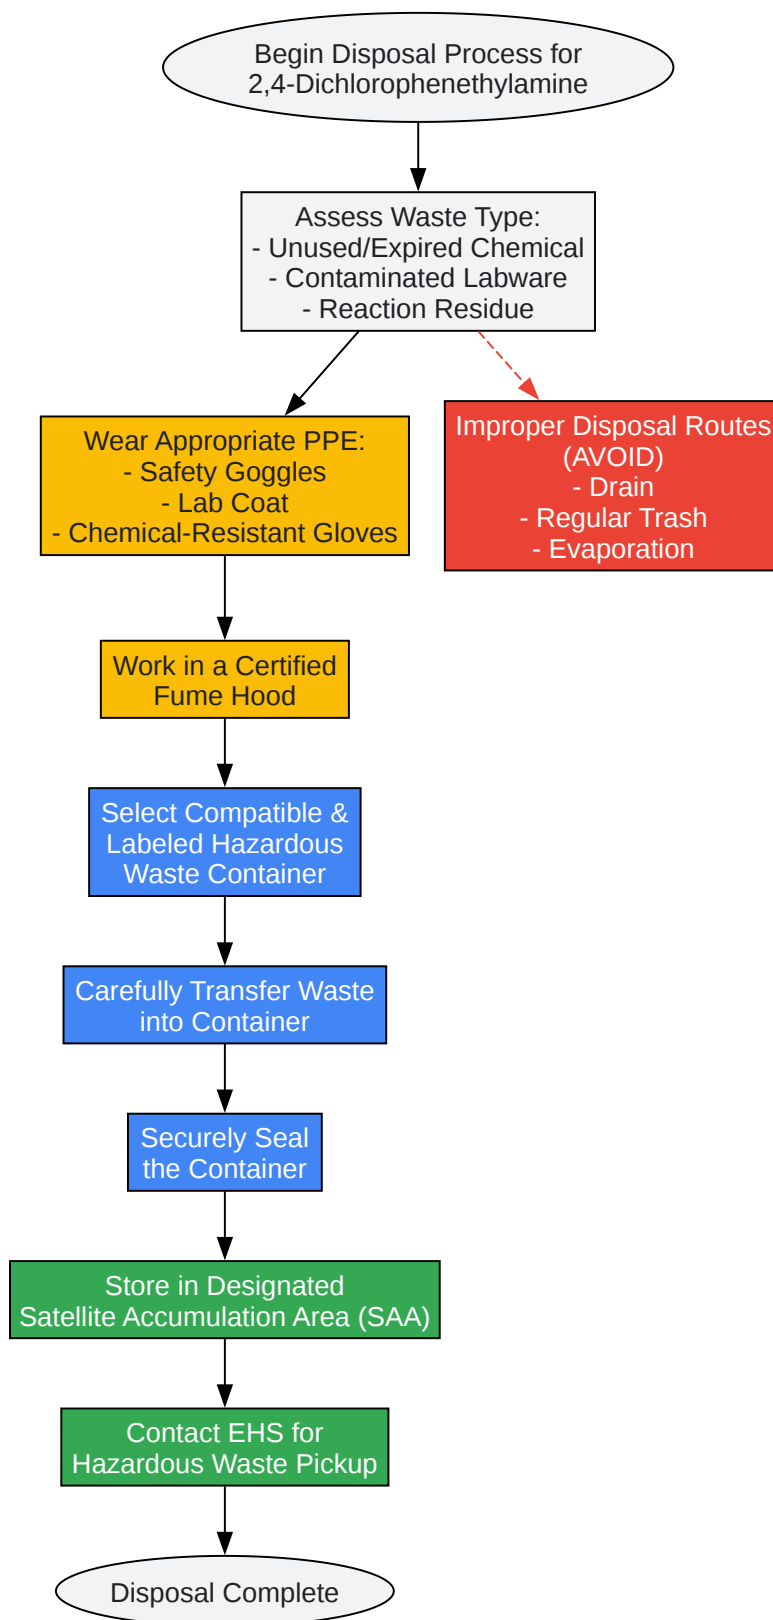 Begin Disposal Process for
2,4-Dichlorophenethylamine
Assess Waste Type:
- Unused/Expired Chemical
- Contaminated Labware
- Reaction Residue
Wear Appropriate PPE:
- Safety Goggles
- Lab Coat
- Chemical-Resistant Gloves
Improper Disposal Routes
(AVOID)
- Drain
- Regular Trash
- Evaporation
Work in a Certified
Fume Hood
Select Compatible &
Labeled Hazardous
Waste Container
Carefully Transfer Waste
into Container
Securely Seal
the Container
Store in Designated
Satellite Accumulation Area (SAA)
Contact EHS for
Hazardous Waste Pickup
Disposal Complete